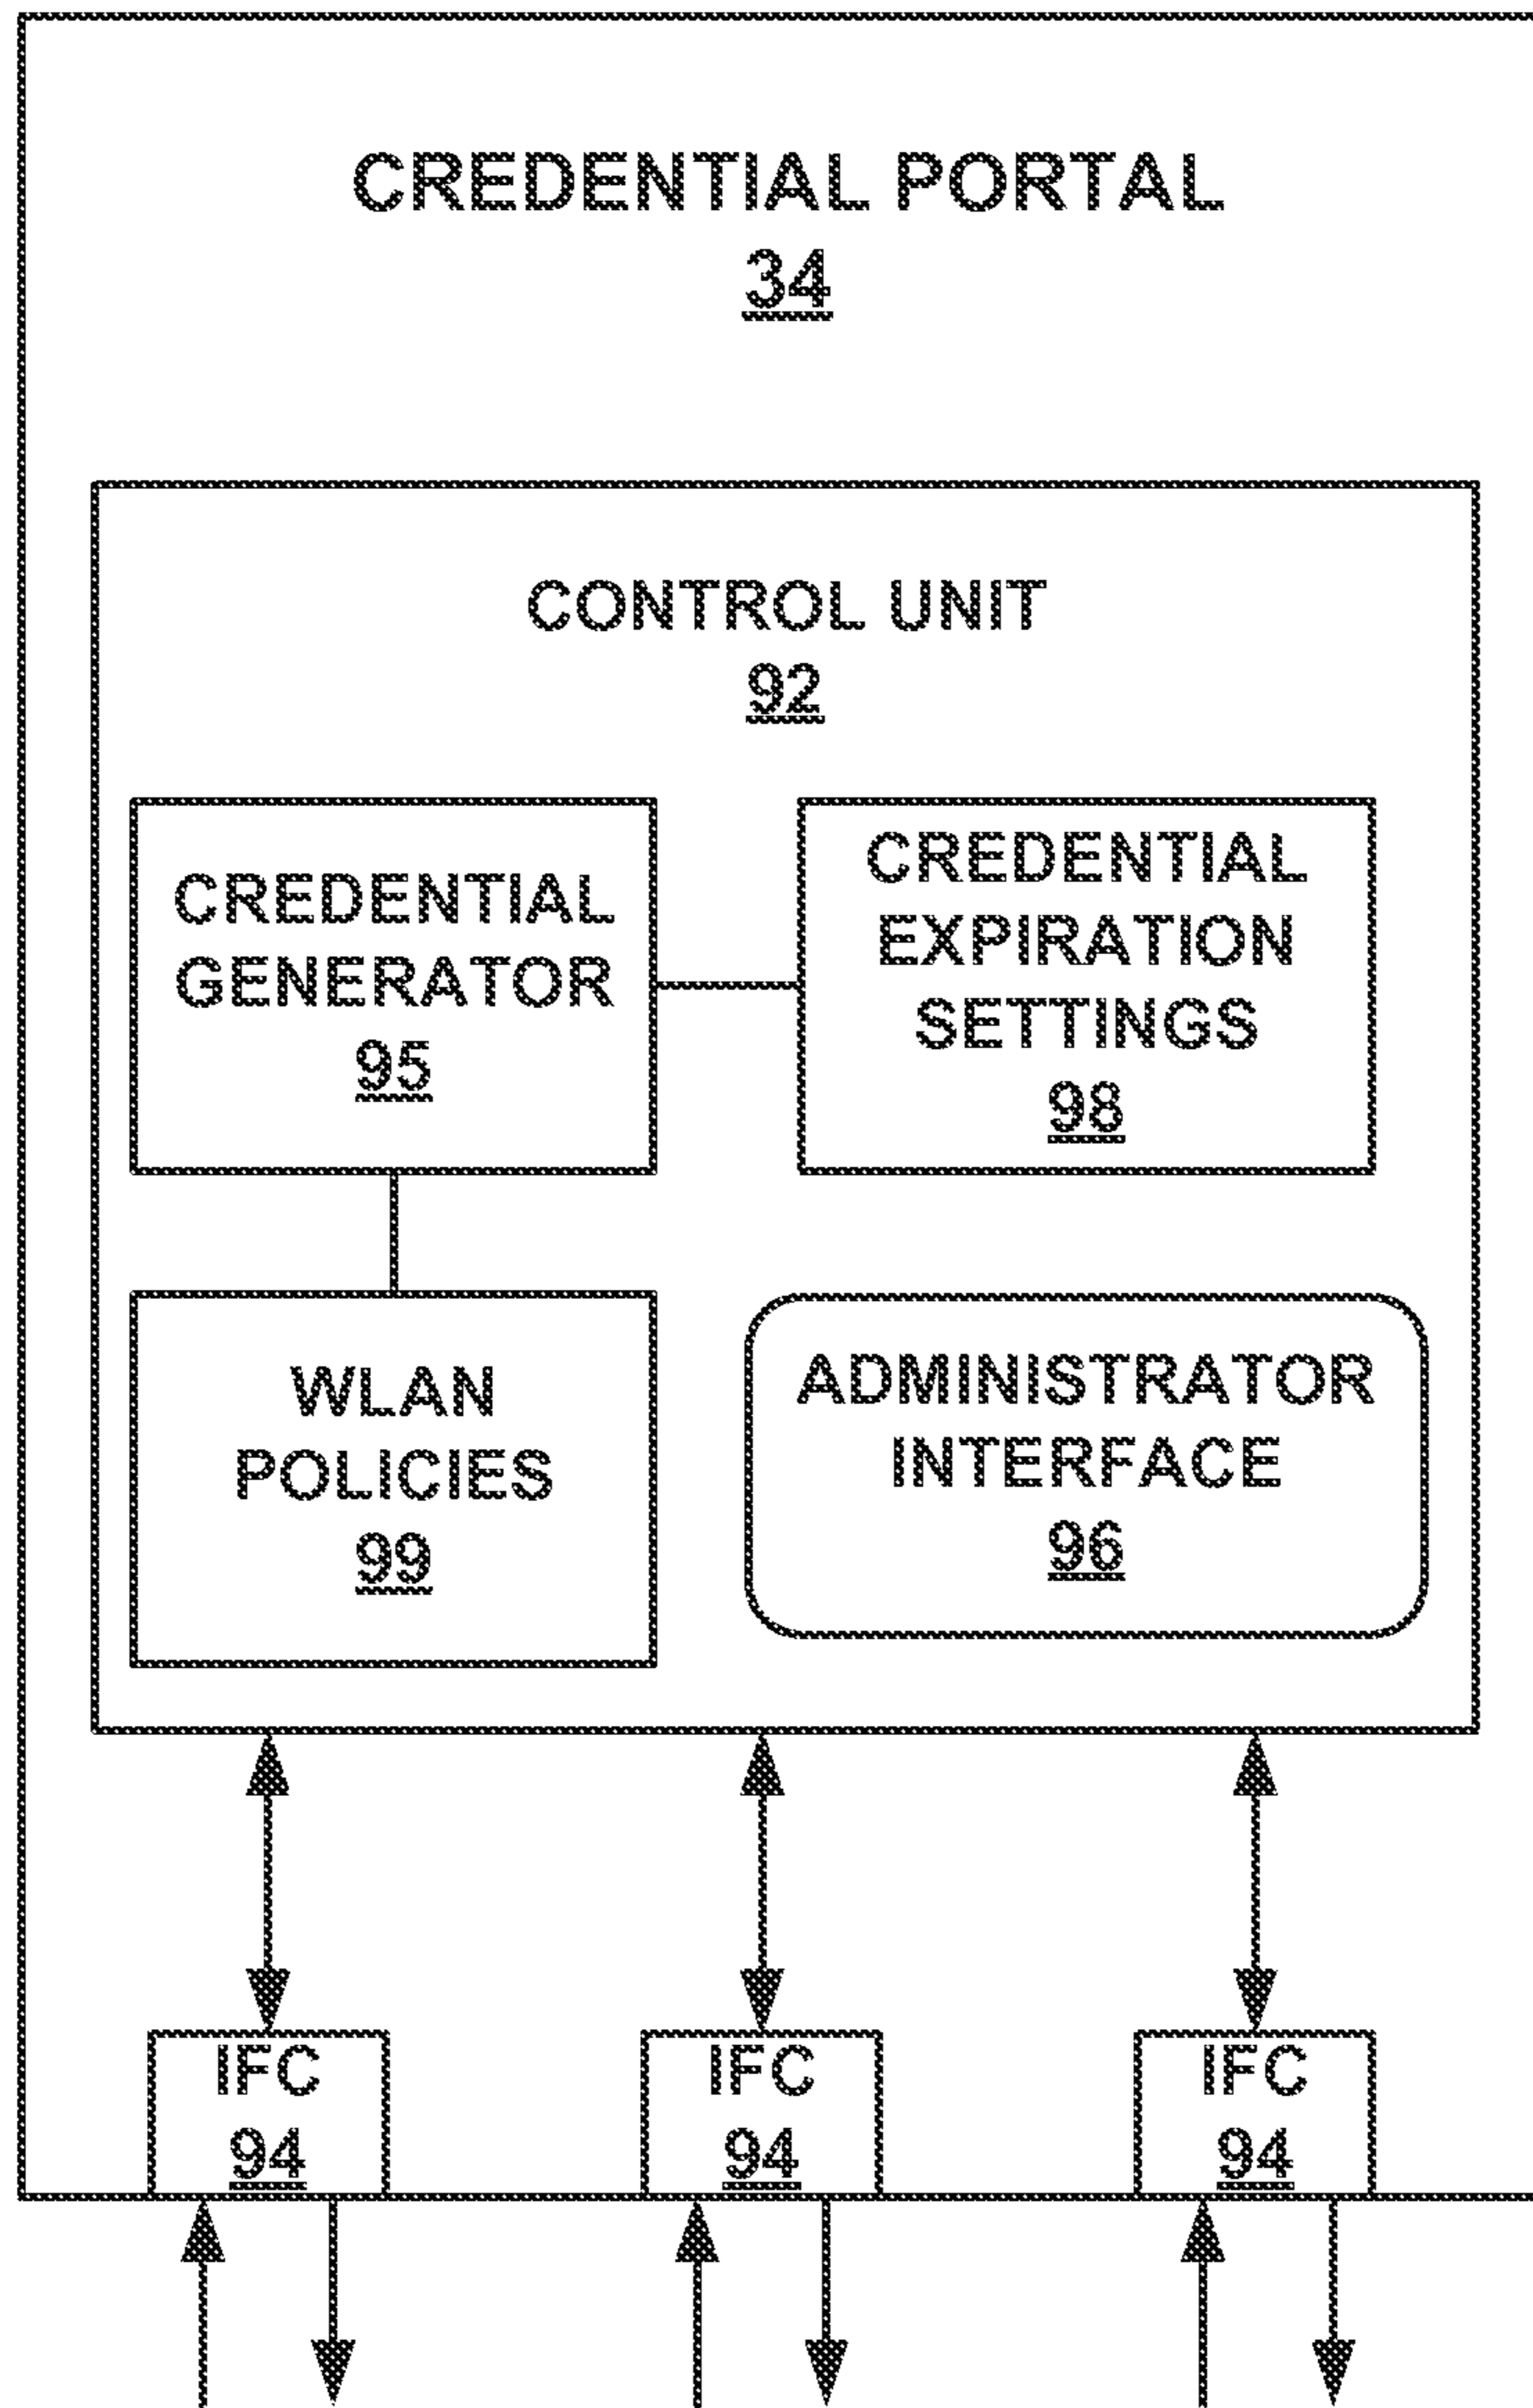 CREDENTIAL PORTAL
34
CONTROL UNIT
92
CREDENTIAL
GENERATOR
95
CREDENTIAL
EXPIRATION
SETTINGS
98
WLAN
POLICIES
99
ADMINISTRATOR
INTERFACE
96
IFC
94
IFC
94
IFC
94